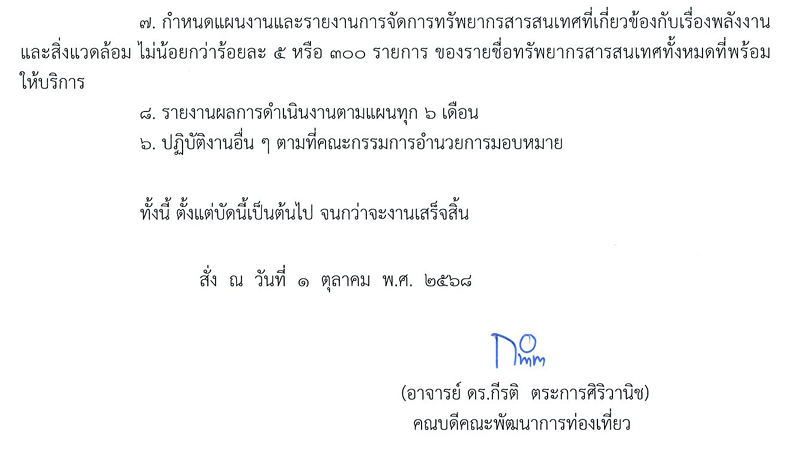 ๗. กำหนดแผนงานและรายงานการจัดการทรัพยากรสารสนเทศที่เกี่ยวข้องกับเรื่องพลังงาน
และสิ่งแวดล้อม ไม่น้อยกว่าร้อยละ ๕ หรือ ๓๐๐ รายการ ของรายชื่อทรัพยากรสารสนเทศทั้งหมดที่พร้อม
ให้บริการ
๘. รายงานผลการดำเนินงานตามแผนทุก ๖ เดือน
๖. ปฏิบัติงานอื่น ๆ ตามที่คณะกรรมการอำนวยการมอบหมาย
ทั้งนี้ ตั้งแต่บัดนี้เป็นต้นไป จนกว่าจะงานเสร็จสิ้น
สั่ง ณ วันที่ ๑ ตุลาคม พ.ศ. ๒๕๖๘
(อาจารย์ ดร.กีรติ ตระการศิริวานิช)
คณบดีคณะพัฒนาการท่องเที่ยว